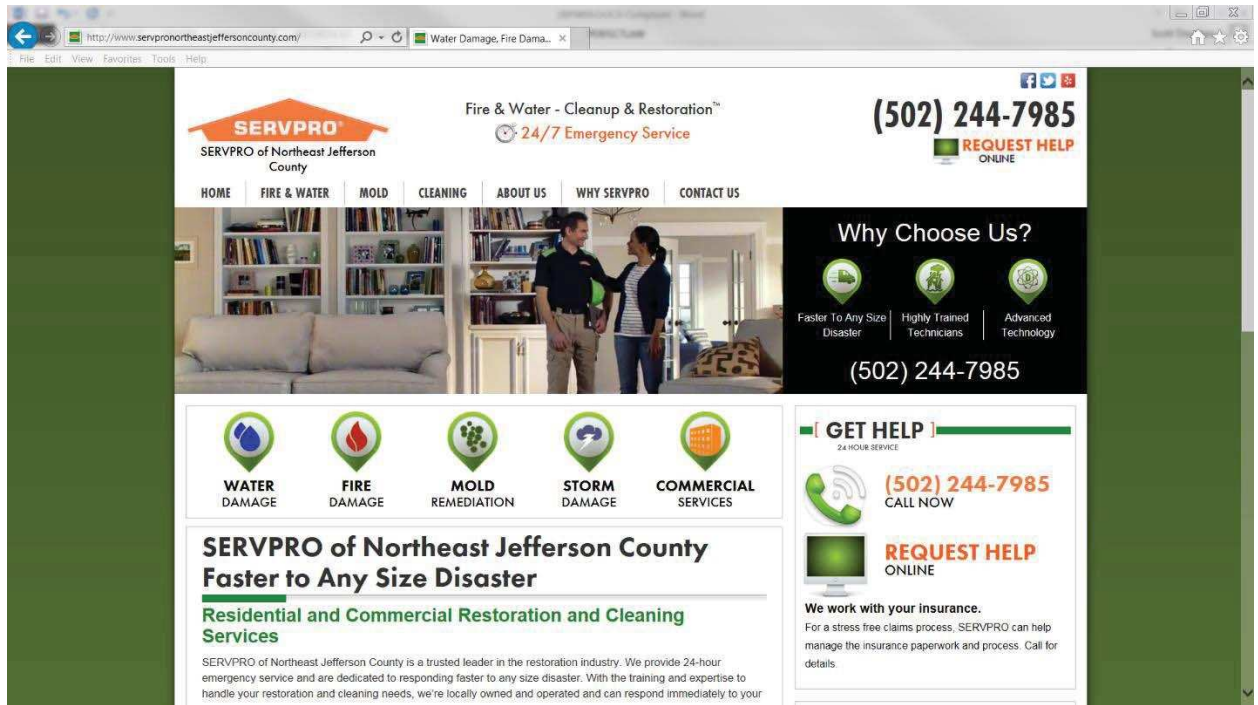 http://www.servpronortheastjeffersoncounty.com/
Water Damage, Fire Dama...
File Edit View Favorites Tools Help
SERVPRO®
SERVPRO of Northeast Jefferson
County
Fire & Water - Cleanup & Restoration™
24/7 Emergency Service
(502) 244-7985
REQUEST HELP
ONLINE
HOME
FIRE & WATER
MOLD
CLEANING
ABOUT US
WHY SERVPRO
CONTACT US
Why Choose Us?
Faster To Any Size
Disaster
Highly Trained
Technicians
Advanced
Technology
(502) 244-7985
WATER
DAMAGE
FIRE
DAMAGE
MOLD
REMEDIATION
STORM
DAMAGE
COMMERCIAL
SERVICES
SERVPRO of Northeast Jefferson County
Faster to Any Size Disaster
Residential and Commercial Restoration and Cleaning
Services
SERVPRO of Northeast Jefferson County is a trusted leader in the restoration industry. We provide 24-hour
emergency service and are dedicated to responding faster to any size disaster. With the training and expertise to
handle your restoration and cleaning needs, we're locally owned and operated and can respond immediately to your
[ GET HELP ]
24 HOUR SERVICE
(502) 244-7985
CALL NOW
REQUEST HELP
ONLINE
We work with your insurance.
For a stress free claims process, SERVPRO can help
manage the insurance paperwork and process. Call for
details.